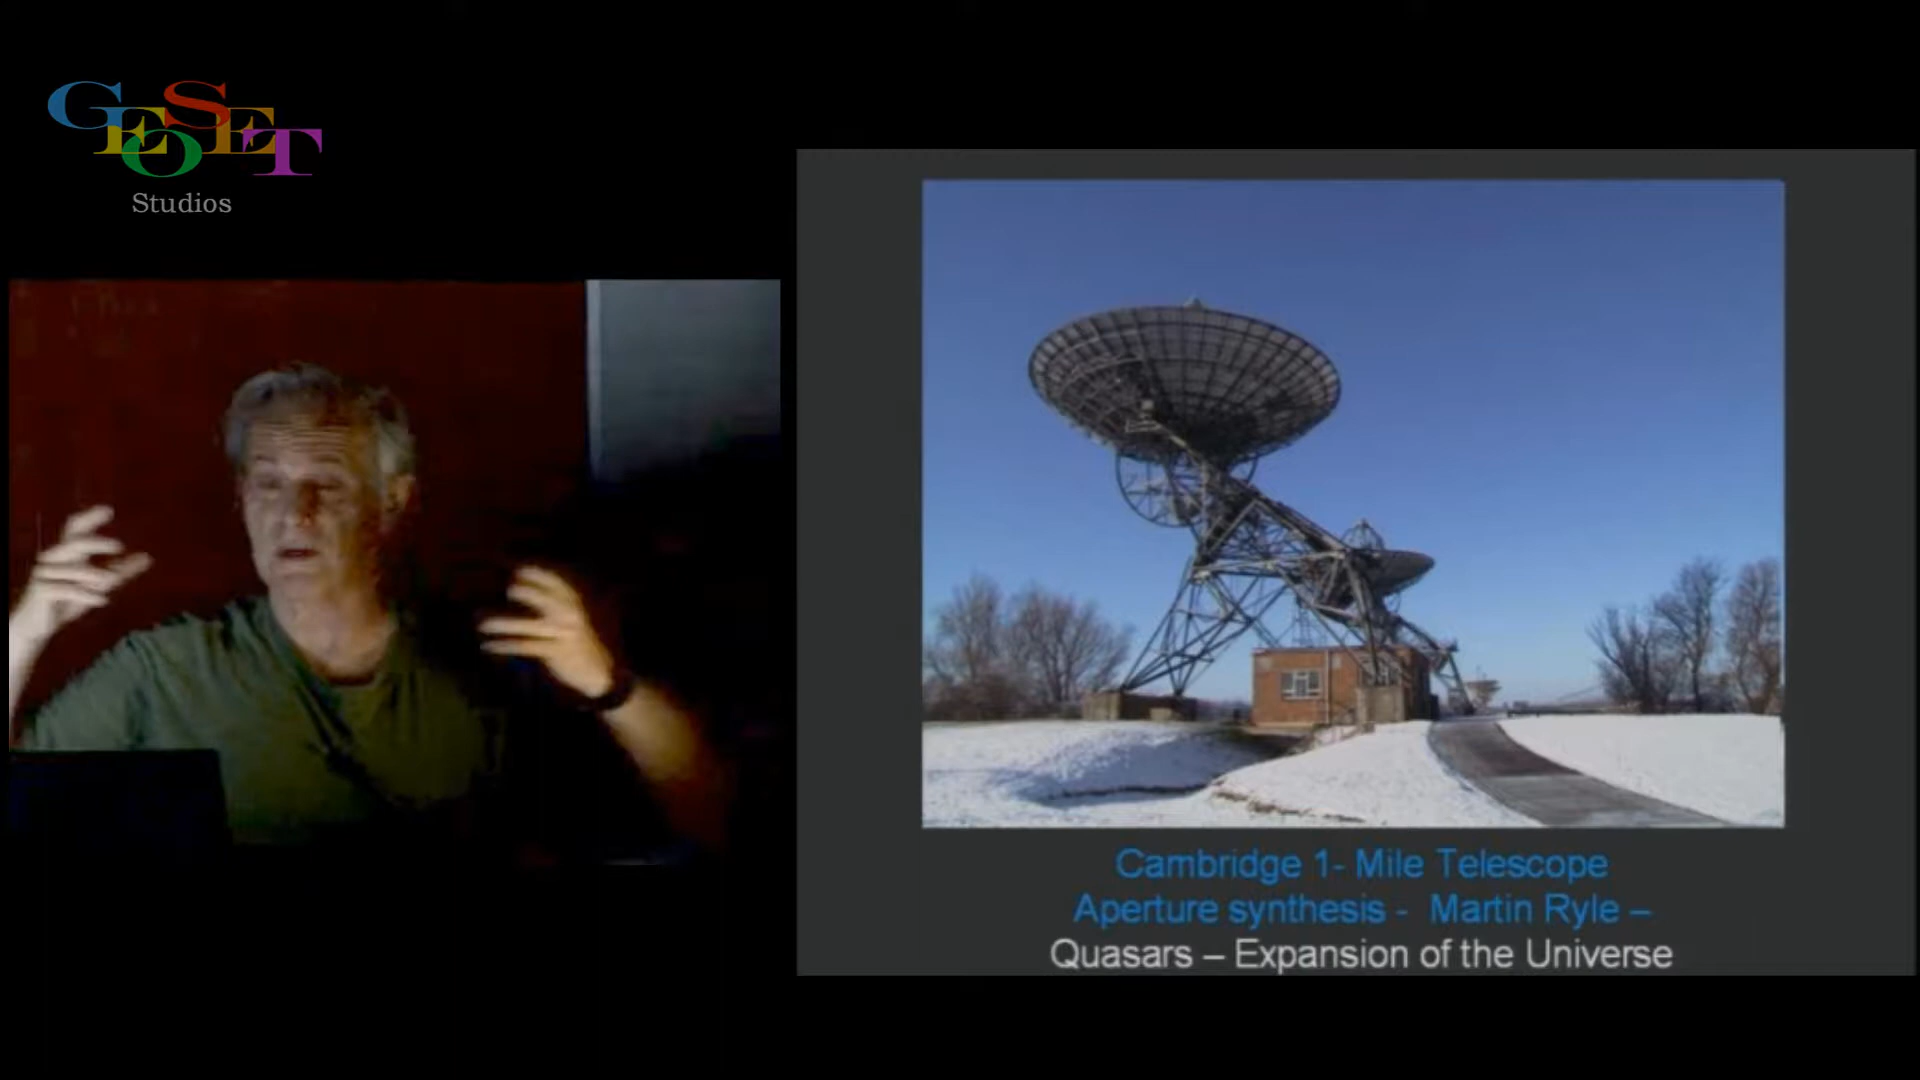 GEOSET
Studios
Cambridge 1- Mile Telescope
Aperture synthesis - Martin Ryle –
Quasars – Expansion of the Universe